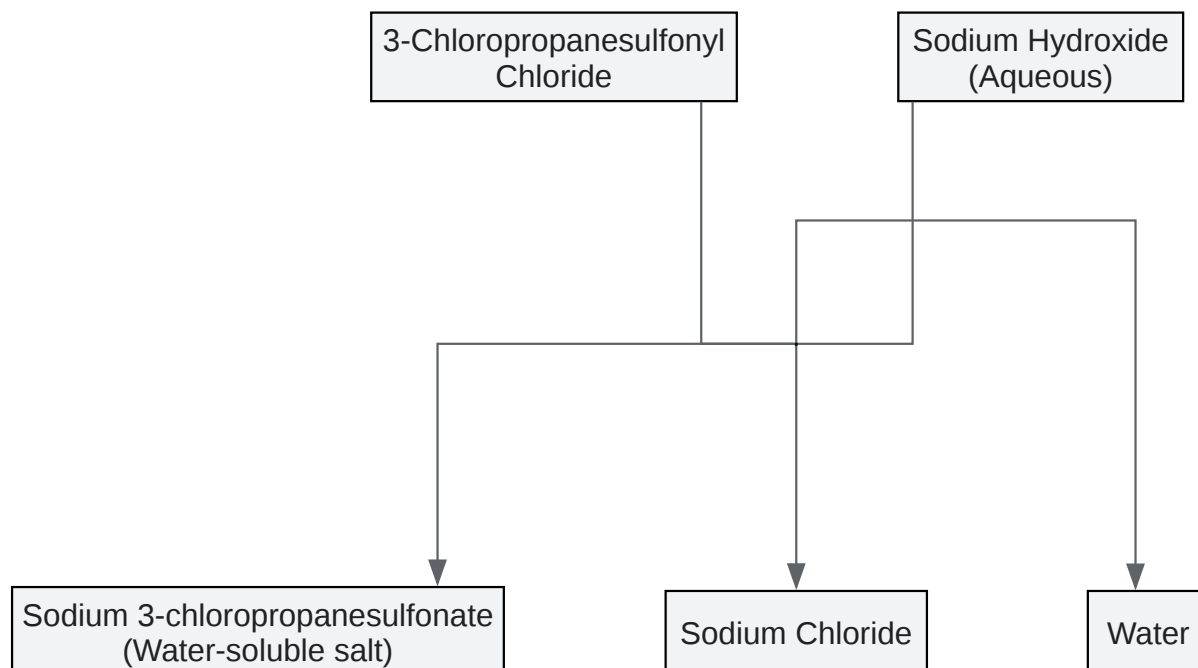 3-Chloropropanesulfonyl
Chloride
Sodium Hydroxide
(Aqueous)
Sodium 3-chloropropanesulfonate
(Water-soluble salt)
Sodium Chloride
Water